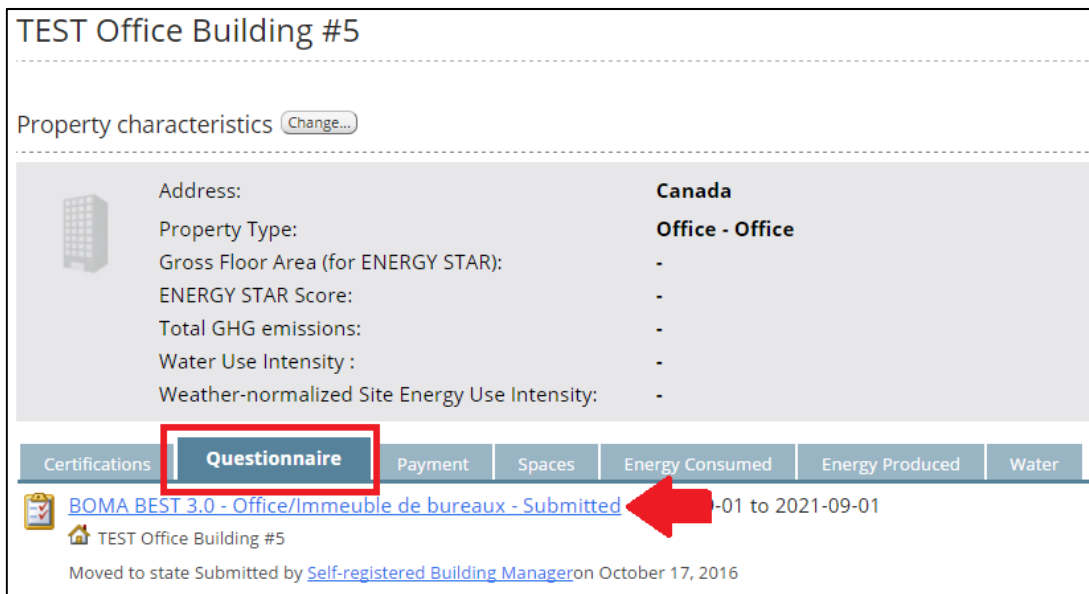 TEST Office Building #5
Property characteristics Change...
Address: Canada
Property Type: Office - Office
Gross Floor Area (for ENERGY STAR): -
ENERGY STAR Score: -
Total GHG emissions: -
Water Use Intensity : -
Weather-normalized Site Energy Use Intensity: -
Certifications Questionnaire Payment Spaces Energy Consumed Energy Produced Water
BOMA BEST 3.0 - Office/Immeuble de bureaux - Submitted -01 to 2021-09-01
TEST Office Building #5
Moved to state Submitted by Self-registered Building Manageron October 17, 2016